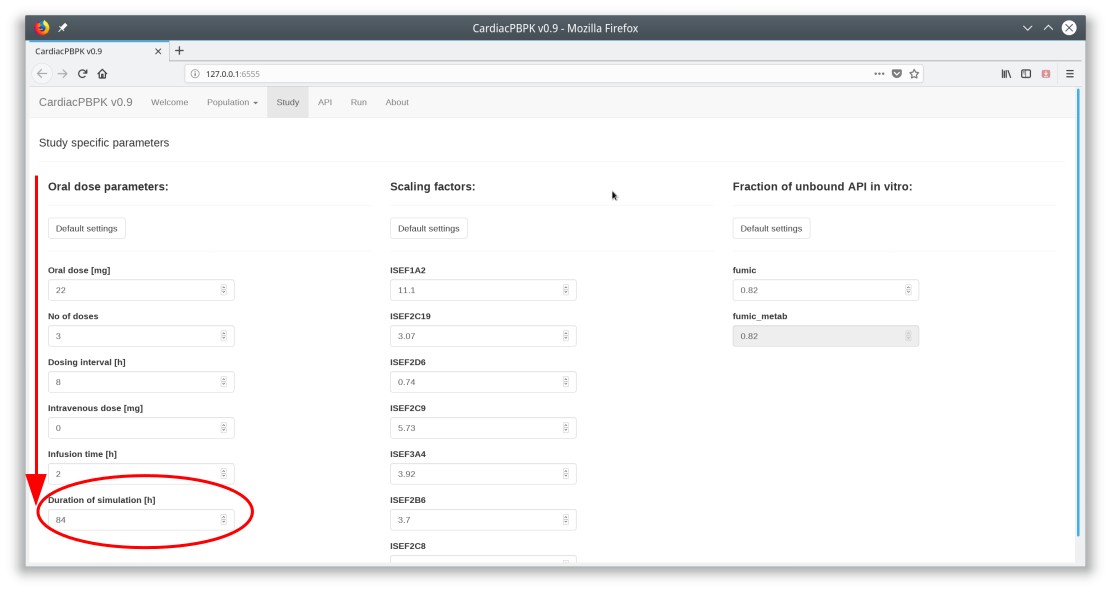 CardiacPBPK v0.9 - Mozilla Firefox
CardiacPBPK v0.9
127.0.0.1:6555
CardiacPBPK v0.9 Welcome Population Study API Run About
Study specific parameters
Oral dose parameters:
Default settings
Oral dose [mg]
22
No of doses
3
Dosing interval [h]
8
Intravenous dose [mg]
0
Infusion time [h]
2
Duration of simulation [h]
84
Scaling factors:
Default settings
ISEF1A2
11.1
ISEF2C19
3.07
ISEF2D6
0.74
ISEF2C9
5.73
ISEF3A4
3.92
ISEF2B6
3.7
ISEF2C8
Fraction of unbound API in vitro:
Default settings
fumic
0.82
fumic_metab
0.82